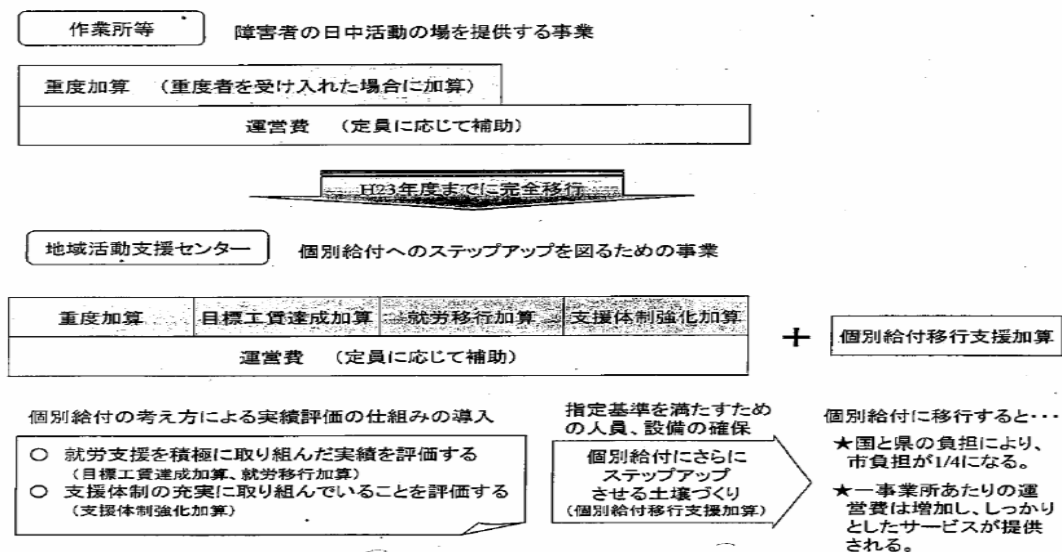 作業所等
障害者の日中活動の場を提供する事業
重度加算 (重度者を受け入れた場合に加算)
運営費 (定員に応じて補助)
H23年度までに完全移行
地域活動支援センター
個別給付へのステップアップを図るための事業
重度加算
目標工賃達成加算
就労移行加算
支援体制強化加算
運営費 (定員に応じて補助)
+
個別給付移行支援加算
個別給付の考え方による実績評価の仕組みの導入
○ 就労支援を積極に取り組んだ実績を評価する
(目標工賃達成加算、就労移行加算)
○ 支援体制の充実に取り組んでいることを評価する
(支援体制強化加算)
指定基準を満たすため
の人員、設備の確保
個別給付にさらに
ステップアップ
させる土壌づくり
(個別給付移行支援加算)
個別給付に移行すると・・・
★国と県の負担により、
市負担が1/4になる。
★一事業所あたりの運
営費は増加し、しっかり
としたサービスが提供
される。